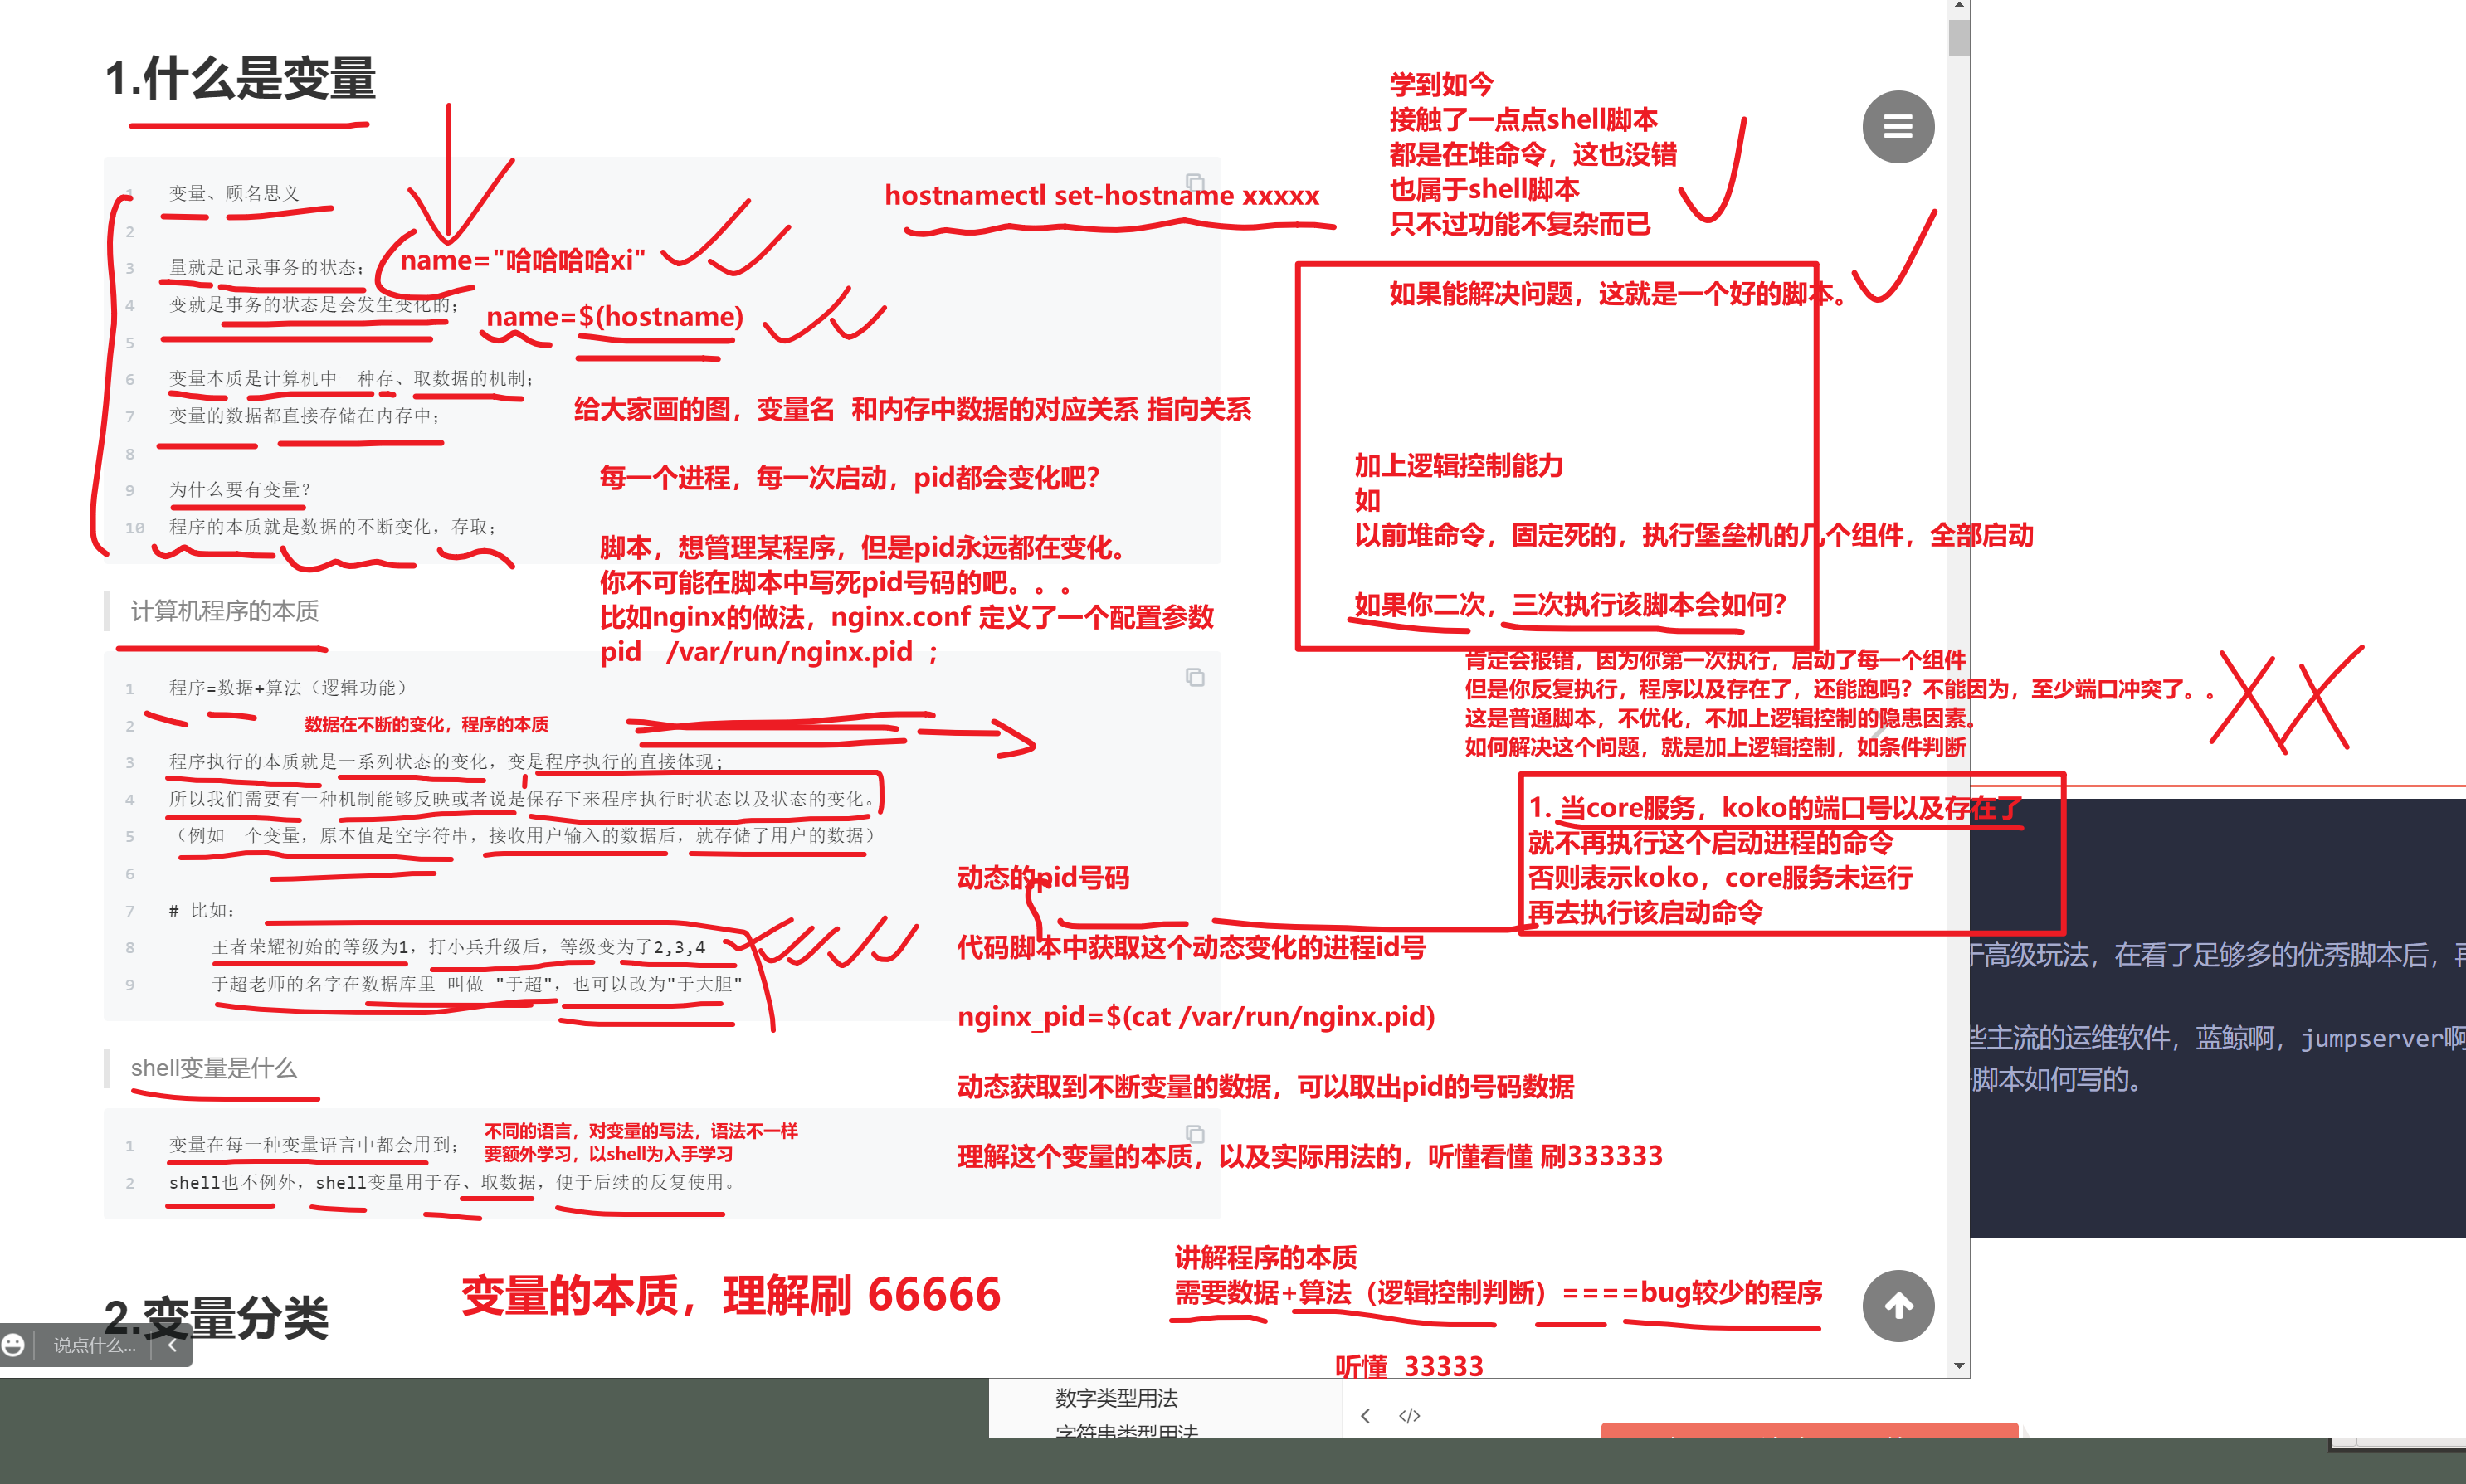 1.什么是变量
1 变量、顾名思义
2
3 量就是记录事务的状态;
4 变就是事务的状态是会发生变化的;
5
6 变量本质是计算机中一种存、取数据的机制;
7 变量的数据都直接存储在内存中;
8
9 为什么要有变量?
10 程序的本质就是数据的不断变化，存取;
hostnamectl set-hostname xxxxx
name="哈哈哈哈xi"
name=$(hostname)
给大家画的图，变量名 和内存中数据的对应关系 指向关系
每一个进程，每一次启动，pid都会变化吧？
脚本，想管理某程序，但是pid永远都在变化。
你不可能在脚本中写死pid号码的吧。。。
比如nginx的做法，nginx.conf 定义了一个配置参数
pid /var/run/nginx.pid ；
学到如今
接触了一点点shell脚本
都是在堆命令，这也没错
也属于shell脚本
只不过功能不复杂而已
如果能解决问题，这就是一个好的脚本。
加上逻辑控制能力
如
以前堆命令，固定死的，执行堡垒机的几个组件，全部启动
如果你二次，三次执行该脚本会如何？
肯定会报错，因为你第一次执行，启动了每一个组件
但是你反复执行，程序以及存在了，还能跑吗？不能因为，至少端口冲突了。。
这是普通脚本，不优化，不加上逻辑控制的隐患因素。
如何解决这个问题，就是加上逻辑控制，如条件判断
1. 当core服务，koko的端口号以及存在了
就不再执行这个启动进程的命令
否则表示koko，core服务未运行
再去执行该启动命令
计算机程序的本质
1 程序=数据+算法（逻辑功能）
2
数据在不断的变化，程序的本质
3 程序执行的本质就是一系列状态的变化，变是程序执行的直接体现;
4 所以我们需要有一种机制能够反映或者说是保存下来程序执行时状态以及状态的变化。
5 （例如一个变量，原本值是空字符串，接收用户输入的数据后，就存储了用户的数据）
6
7 # 比如:
8 王者荣耀初始的等级为1，打小兵升级后，等级变为了2,3,4
9 于超老师的名字在数据库里 叫做 "于超"，也可以改为"于大胆"
动态的pid号码
代码脚本中获取这个动态变化的进程id号
nginx_pid=$(cat /var/run/nginx.pid)
动态获取到不断变量的数据，可以取出pid的号码数据
理解这个变量的本质，以及实际用法的，听懂看懂 刷333333
高级玩法，在看了足够多的优秀脚本后，
些主流的运维软件，蓝鲸啊，jumpserver啊
脚本如何写的。
shell变量是什么
1 变量在每一种变量语言中都会用到;
2 shell也不例外，shell变量用于存、取数据，便于后续的反复使用。
不同的语言，对变量的写法，语法不一样
要额外学习，以shell为入手学习
2.变量分类
变量的本质，理解刷 66666
讲解程序的本质
需要数据+算法（逻辑控制判断）====bug较少的程序
听懂 33333
说点什么...
数字类型用法
字符串类型用法